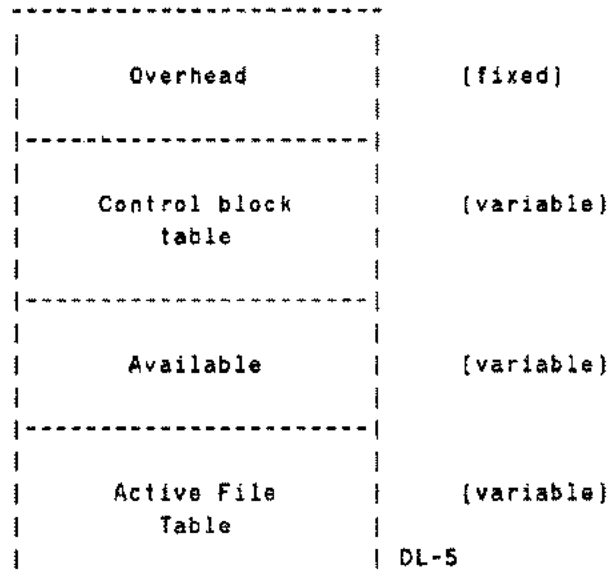 Overhead (fixed)
Control block (variable)
table
Available (variable)
Active File (variable)
Table
DL-5